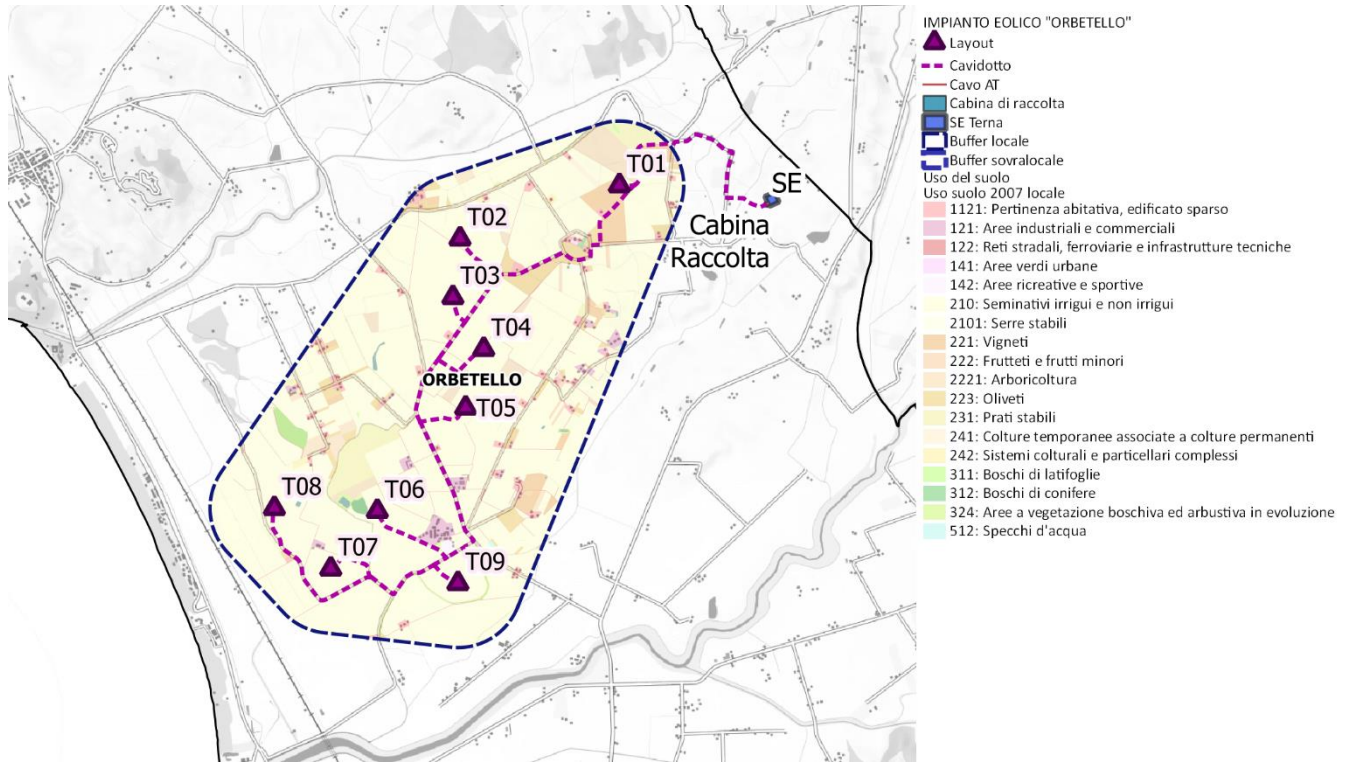 T01
T02
SE
Cabina
Raccolta
T03
T04
ORBETELLO
T05
T08
T06
T07
T09
IMPIANTO EOLICO "ORBETELLO"
Layout
Cavidotto
Cavo AT
Cabina di raccolta
SE Terna
Buffer locale
Buffer sovralocale
Uso del suolo
Uso suolo 2007 locale
1121: Pertinenza abitativa, edificato sparso
121: Aree industriali e commerciali
122: Reti stradali, ferroviarie e infrastrutture tecniche
141: Aree verdi urbane
142: Aree ricreative e sportive
210: Seminativi irrigui e non irrigui
2101: Serre stabili
221: Vigneti
222: Frutteti e frutti minori
2221: Arboricoltura
223: Oliveti
231: Prati stabili
241: Colture temporanee associate a colture permanenti
242: Sistemi colturali e particellari complessi
311: Boschi di latifoglie
312: Boschi di conifere
324: Aree a vegetazione boschiva ed arbustiva in evoluzione
512: Specchi d'acqua